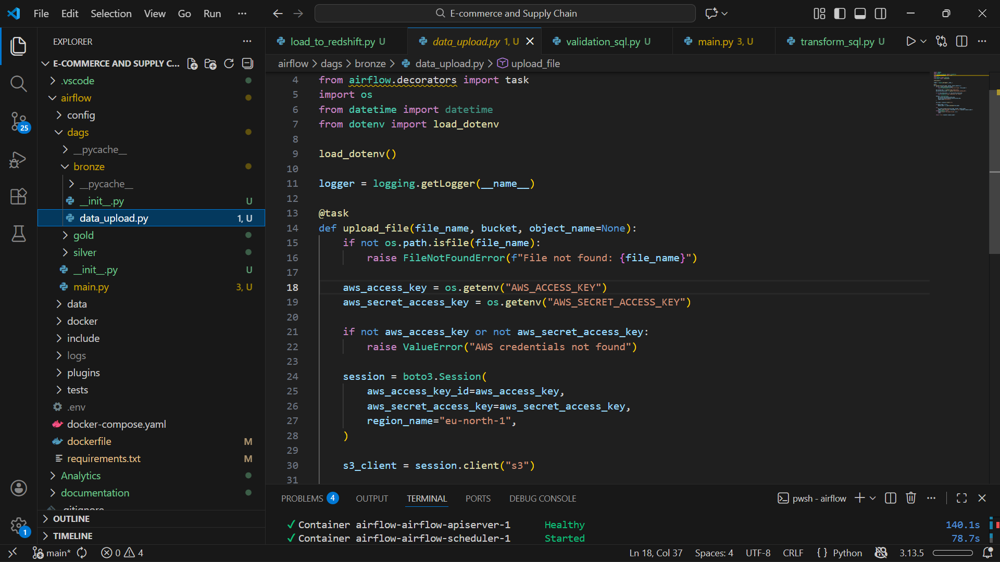 File Edit Selection View Go Run ··· E-commerce and Supply Chain
EXPLORER ···
E-COMMERCE AND SUPPLY C...
.vscode
airflow
config
dags
__pycache__
bronze
__pycache__
__init__.py U
data_upload.py 1, U
gold
silver
__init__.py U
main.py 3, U
data
docker
include
logs
plugins
tests
.env
docker-compose.yaml
dockerfile M
requirements.txt M
Analytics
documentation
.gitignore
OUTLINE
TIMELINE
25
1
load_to_redshift.py U data_upload.py 1, U validation_sql.py U main.py 3, U transform_sql.py U
airflow > dags > bronze > data_upload.py > upload_file
4 from airflow.decorators import task
5 import os
6 from datetime import datetime
7 from dotenv import load_dotenv
8
9 load_dotenv()
10
11 logger = logging.getLogger(__name__)
12
13 @task
14 def upload_file(file_name, bucket, object_name=None):
15 if not os.path.isfile(file_name):
16 raise FileNotFoundError(f"File not found: {file_name}")
17
18 aws_access_key = os.getenv("AWS_ACCESS_KEY")
19 aws_secret_access_key = os.getenv("AWS_SECRET_ACCESS_KEY")
20
21 if not aws_access_key or not aws_secret_access_key:
22 raise ValueError("AWS credentials not found")
23
24 session = boto3.Session(
25 aws_access_key_id=aws_access_key,
26 aws_secret_access_key=aws_secret_access_key,
27 region_name="eu-north-1",
28 )
29
30 s3_client = session.client("s3")
31
PROBLEMS 4 OUTPUT TERMINAL PORTS DEBUG CONSOLE pwsh - airflow
✓ Container airflow-airflow-apiserver-1 Healthy 140.1s
✓ Container airflow-airflow-scheduler-1 Started 78.7s
main* 0 4 Ln 18, Col 37 Spaces: 4 UTF-8 CRLF { } Python 3.13.5